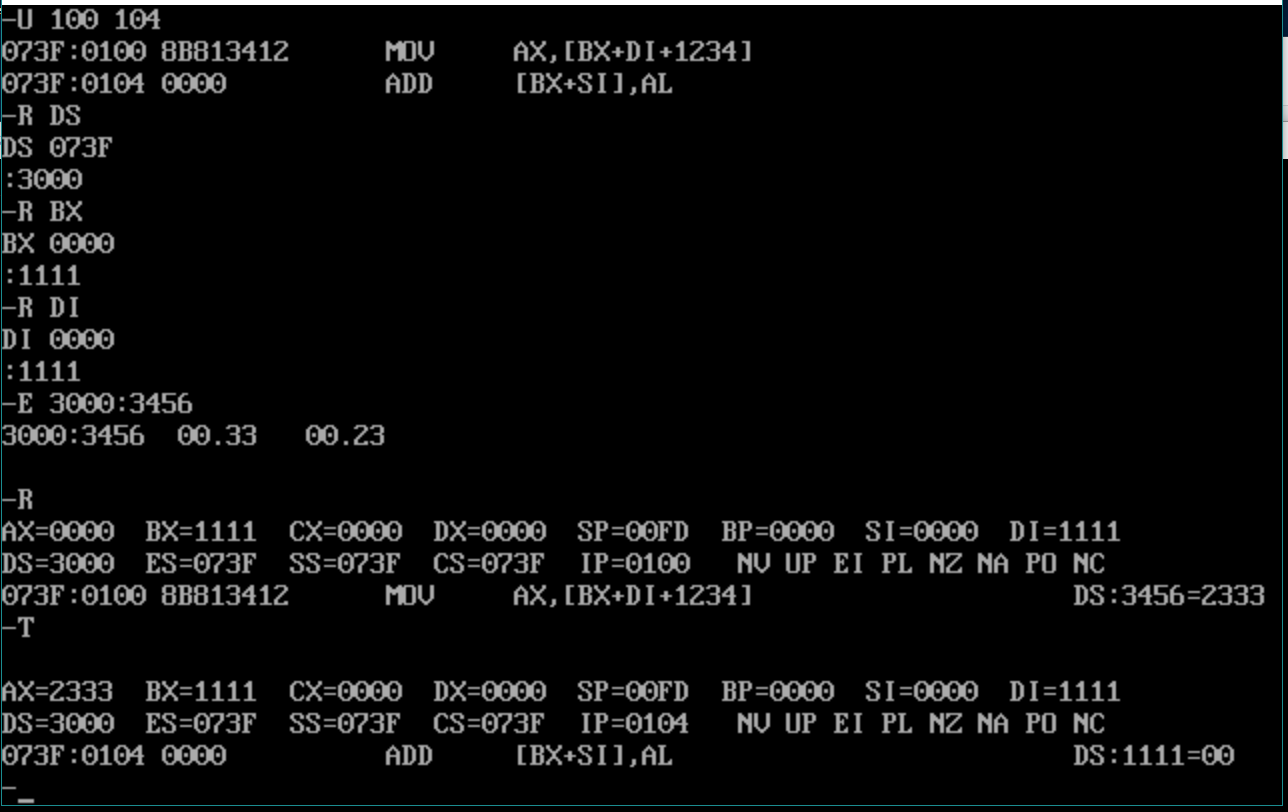 -U 100 104
073F:0100 8B813412      MOV     AX,[BX+DI+1234]
073F:0104 0000          ADD     [BX+SI],AL
-R DS
DS 073F
:3000
-R BX
BX 0000
:1111
-R DI
DI 0000
:1111
-E 3000:3456
3000:3456  00.33   00.23
-R
AX=0000  BX=1111  CX=0000  DX=0000  SP=00FD  BP=0000  SI=0000  DI=1111
DS=3000  ES=073F  SS=073F  CS=073F  IP=0100   NV UP EI PL NZ NA PO NC
073F:0100 8B813412      MOV     AX,[BX+DI+1234]                    DS:3456=2333
-T
AX=2333  BX=1111  CX=0000  DX=0000  SP=00FD  BP=0000  SI=0000  DI=1111
DS=3000  ES=073F  SS=073F  CS=073F  IP=0104   NV UP EI PL NZ NA PO NC
073F:0104 0000          ADD     [BX+SI],AL                         DS:1111=00
-_